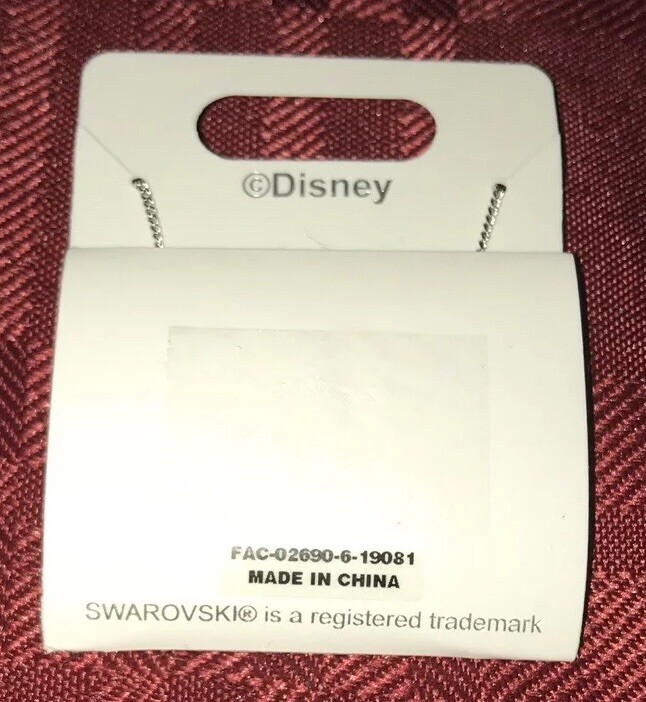 ©Disney
FAC-02690-6-19081
MADE IN CHINA
SWAROVSKI® is a registered trademark